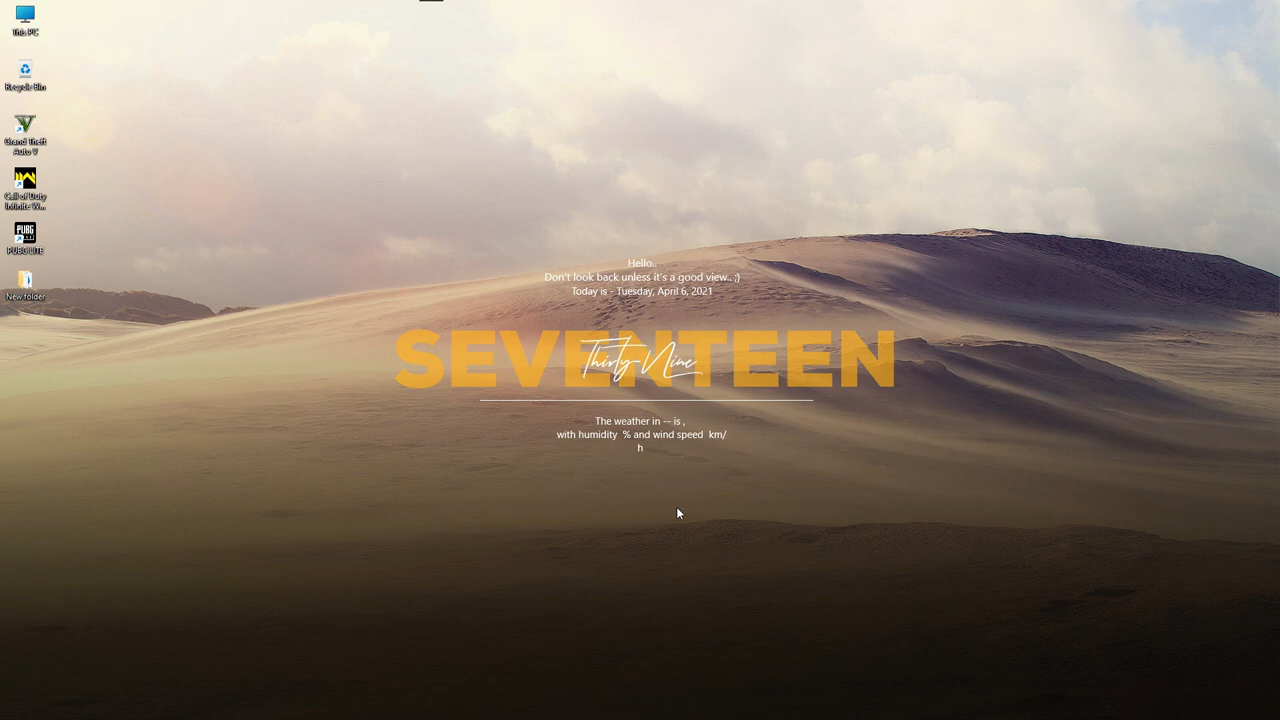 This PC
Recycle Bin
Grand Theft
Auto V
Call of Duty
Infinite W...
PUBG
PUBG LITE
New folder
Hello..
Don't look back unless it's a good view.. ;)
Today is - Tuesday, April 6, 2021
SEVENTEEN
Thirty Nine
The weather in -- is ,
with humidity  % and wind speed  km/
h